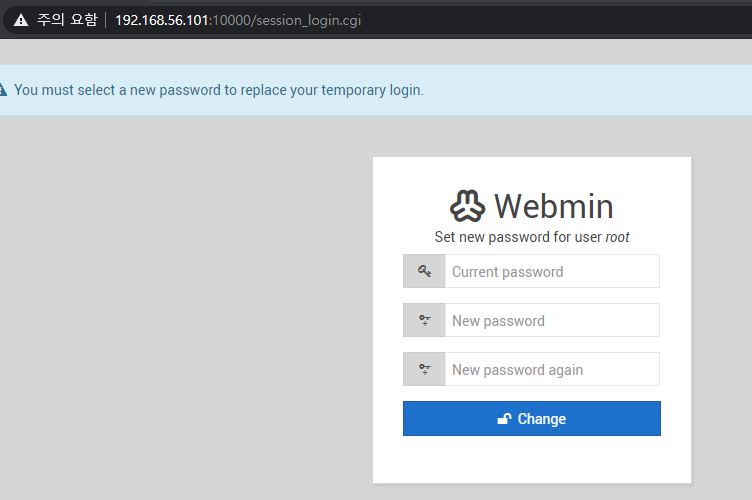 주의 요함 192.168.56.101:10000/session_login.cgi
You must select a new password to replace your temporary login.
Webmin
Set new password for user root
Current password
New password
New password again
Change